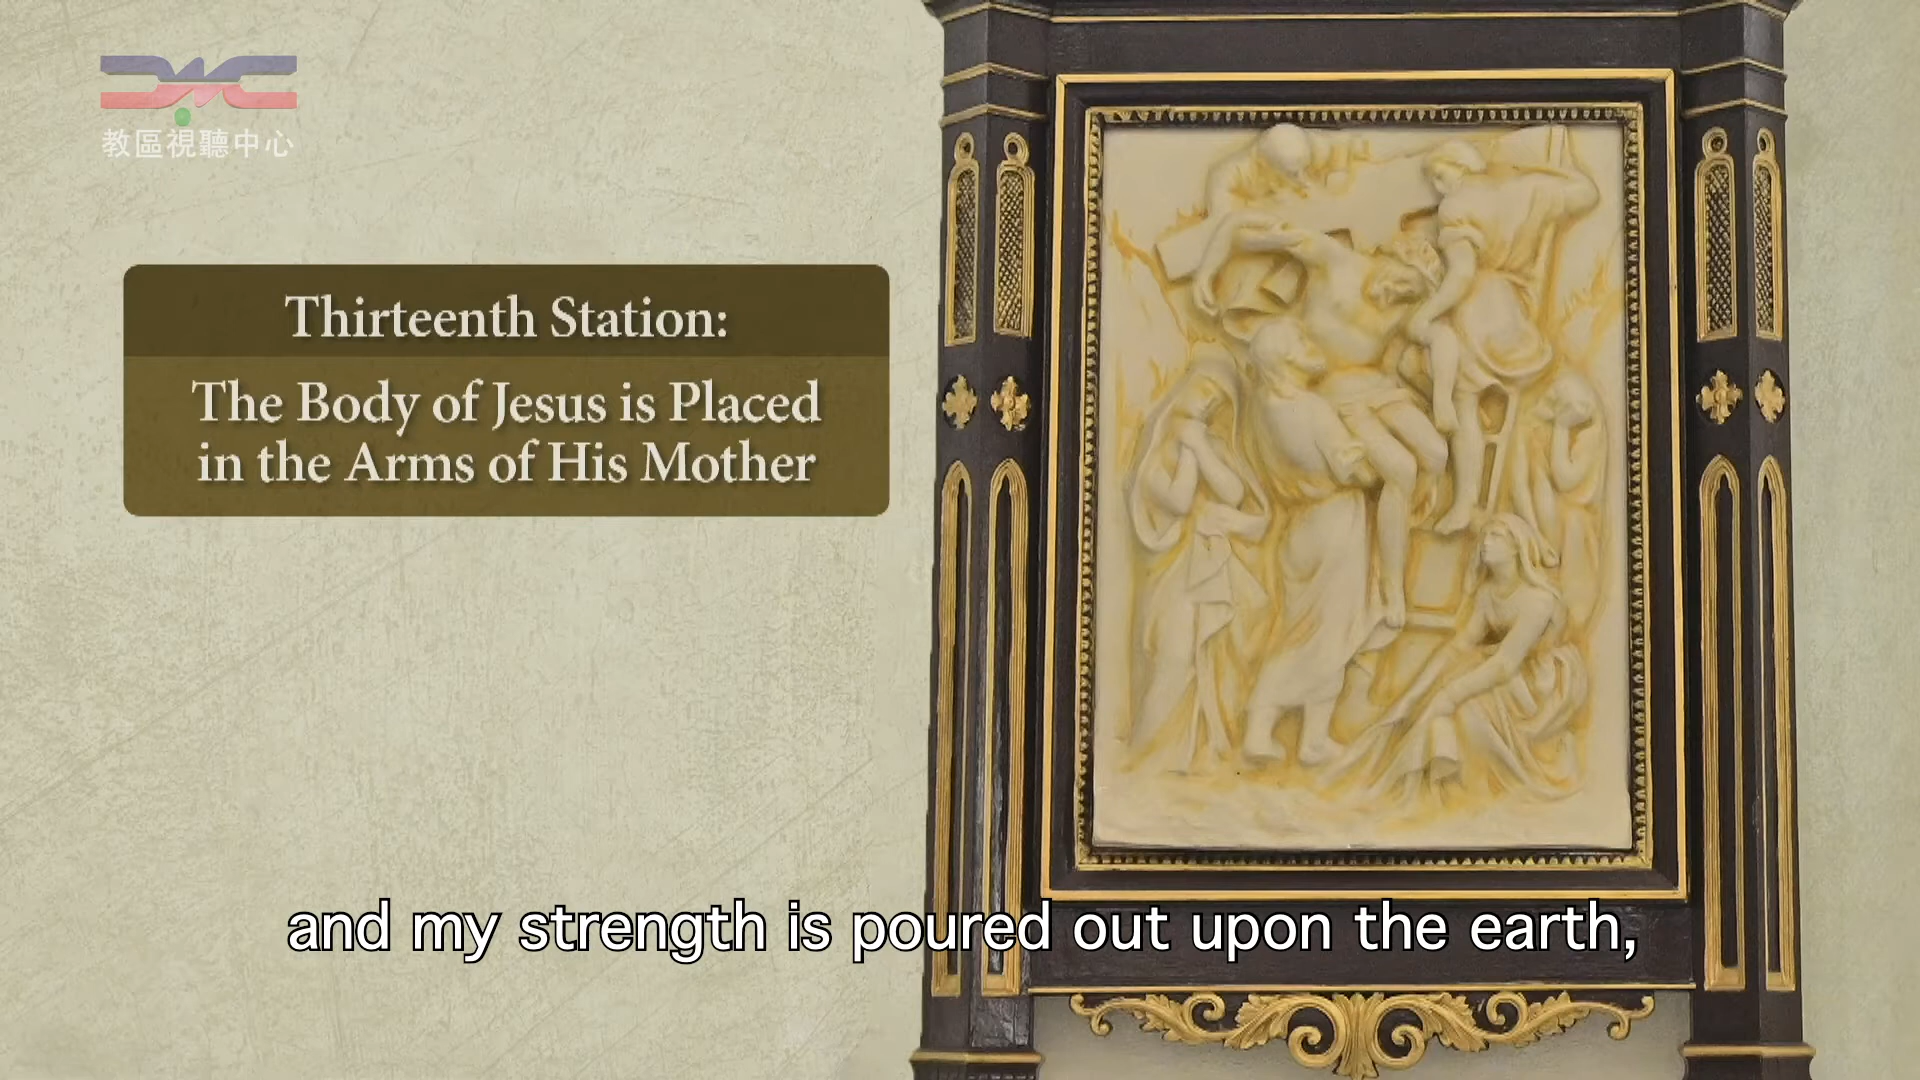 教區視聽中心
Thirteenth Station:
The Body of Jesus is Placed
in the Arms of His Mother
and my strength is poured out upon the earth,